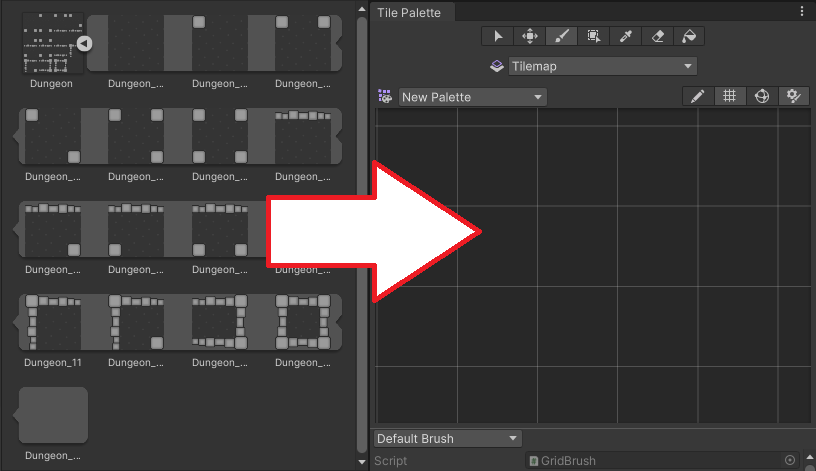 Dungeon
Dungeon_...
Dungeon_...
Dungeon_...
Dungeon_...
Dungeon_...
Dungeon_...
Dungeon_...
Dungeon_...
Dungeon_...
Dungeon_...
Dungeon_...
Dungeon_11
Dungeon_...
Dungeon_...
Dungeon_...
Dungeon_...
Tile Palette
Tilemap
New Palette
Default Brush
Script
GridBrush